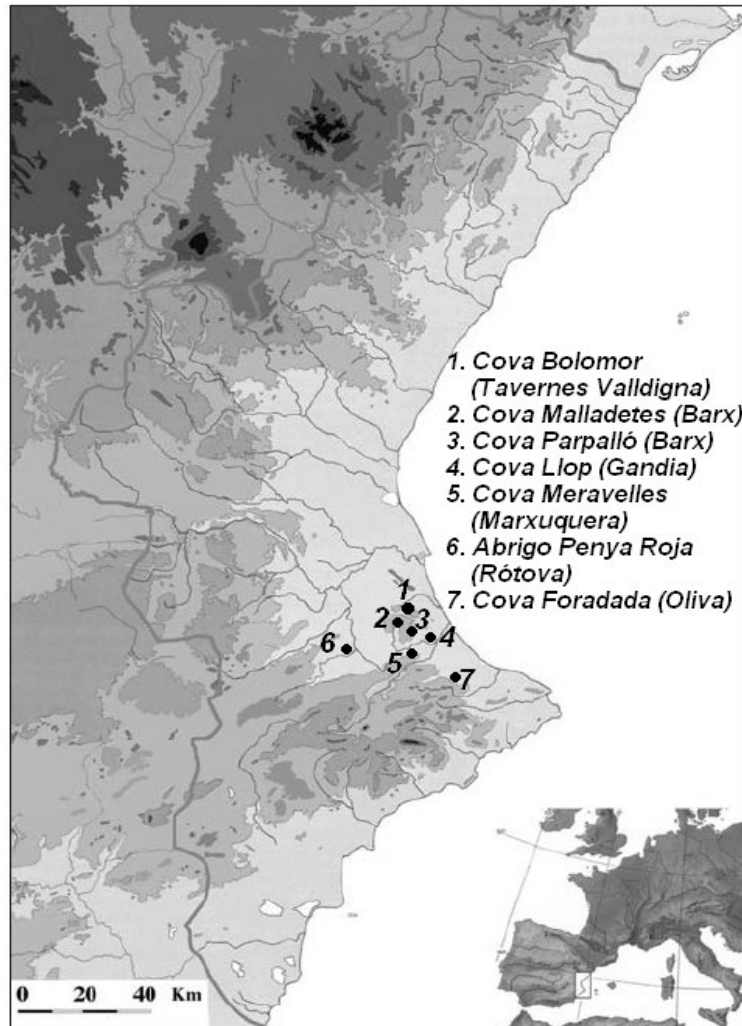 1. Cova Bolomor
(Tavernes Valldigna)
2. Cova Malladetes (Barx)
3. Cova Parpalló (Barx)
4. Cova Llop (Gandia)
5. Cova Meravelles
(Marxuquera)
6. Abrigo Penya Roja
(Rótova)
7. Cova Foradada (Oliva)
1
2
3
4
6
5
7
0 20 40 Km